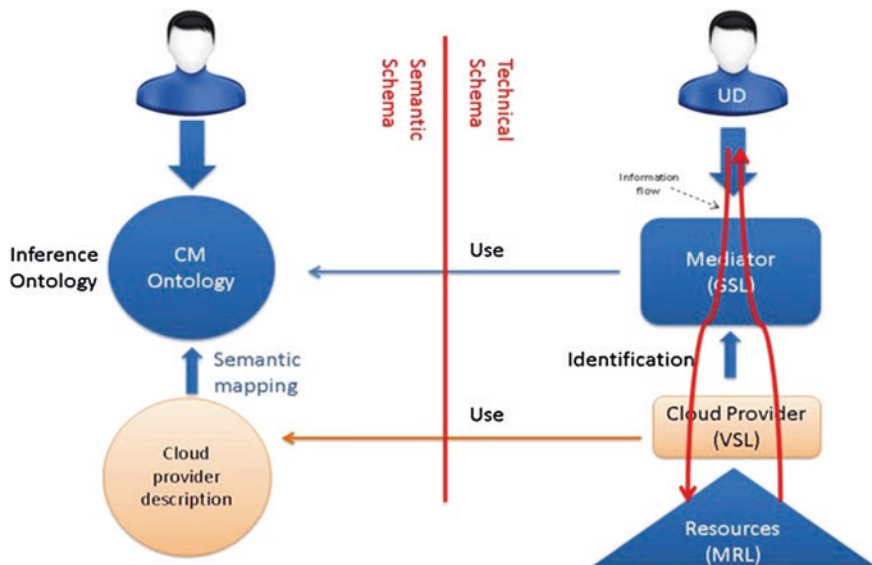 UD
Semantic
Schema
Technical
Schema
Information
flow
Inference
Ontology
CM
Ontology
Use
Mediator
(GSL)
Semantic
mapping
Identification
Cloud
provider
description
Use
Cloud Provider
(VSL)
Resources
(MRL)